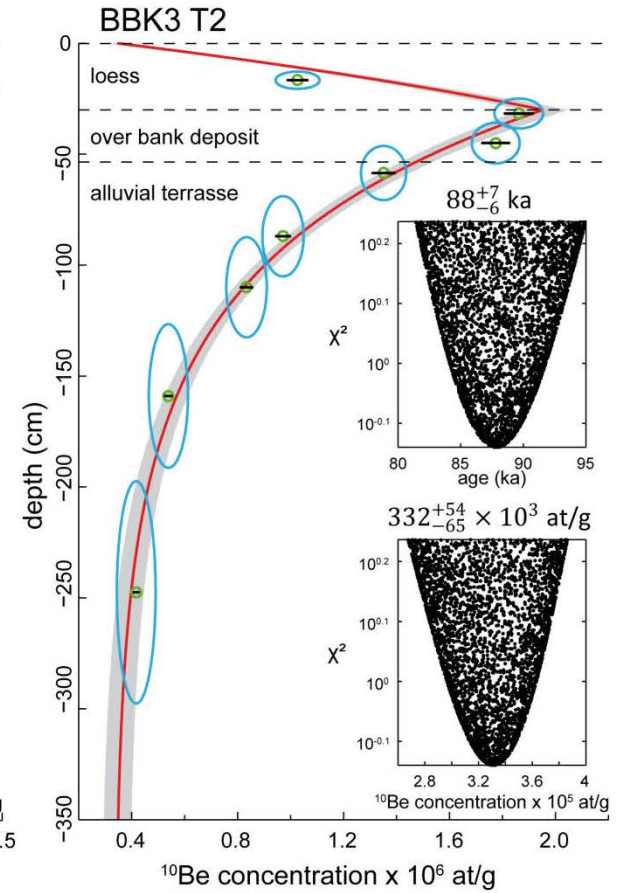 BBK3 T2
0
loess
over bank deposit
−50
alluvial terrasse
−100
−150
−200
−250
−300
−350
depth (cm)
88+7−6 ka
10^0.2
10^0.1
10^0
10^-0.1
χ²
80 85 90 95
age (ka)
332+54−65 × 10³ at/g
10^0.2
10^0.1
10^0
10^-0.1
χ²
2.8 3.2 3.6 4
¹⁰Be concentration x 10⁵ at/g
.5
0.4 0.8 1.2 1.6 2.0
¹⁰Be concentration x 10⁶ at/g